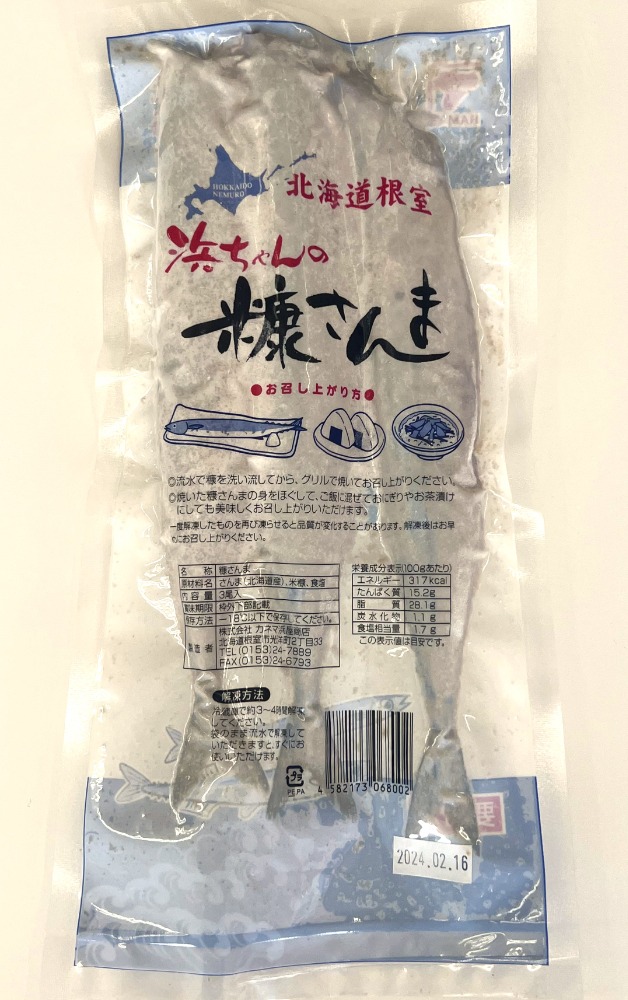 HOKKAIDO
NEMURO
北海道根室
浜ちゃんの
糠さんま
●お召し上がり方●
◎流水で糠を洗い流してから、グリルで焼いてお召し上がりください。
◎焼いた糠さんまの身をほぐして、ご飯に混ぜておにぎりやお茶漬け
にしても美味しくお召し上がりいただけます。
一度解凍したものを再び凍らせると品質が変化することがあります。解凍後はお早
めにお召し上がりください。
名 称 糠さんま
原材料名 さんま(北海道産)、米糠、食塩
内容量 3尾入
賞味期限 枠外下部記載
保存方法 -18℃以下で保存してください。
製造者 株式会社 カネマ浜屋商店
北海道根室市光洋町2丁目33
TEL(0153)24-7889
FAX(0153)24-6793
栄養成分表示(100gあたり)
エネルギー 317kcal
たんぱく質 15.2g
脂質 28.1g
炭水化物 1.1g
食塩相当量 1.7g
この表示値は目安です。
解凍方法
冷蔵庫で約3~4時間解凍
してください。
袋のまま流水で解凍して
いただきますと、すぐにお
使いいただけます。
プラ
PE,PA
4 582173 068002
2024.02.16